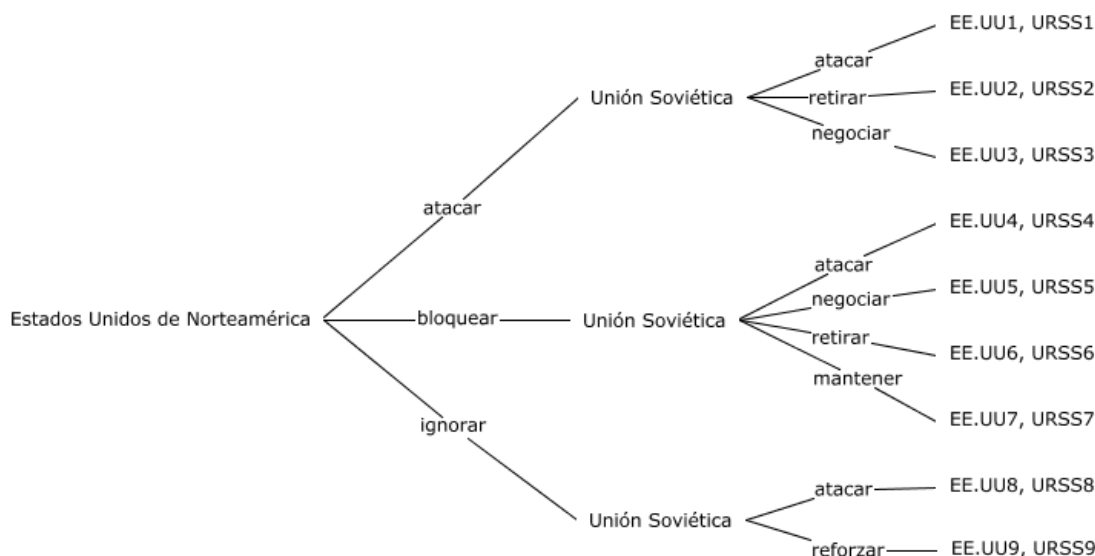 EE.UU1, URSS1
atacar
Unión Soviética
retirar
EE.UU2, URSS2
negociar
EE.UU3, URSS3
atacar
EE.UU4, URSS4
atacar
negociar
EE.UU5, URSS5
Estados Unidos de Norteamérica
bloquear
Unión Soviética
retirar
EE.UU6, URSS6
mantener
EE.UU7, URSS7
ignorar
atacar
EE.UU8, URSS8
Unión Soviética
reforzar
EE.UU9, URSS9